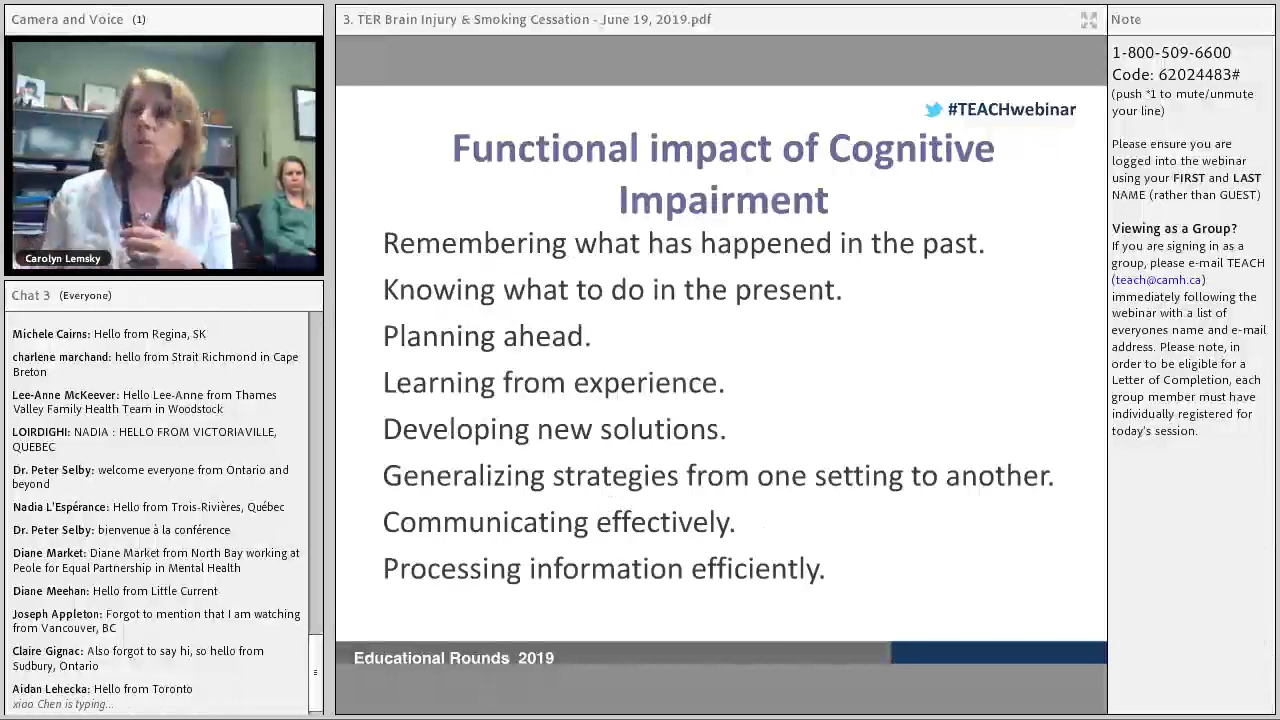 Camera and Voice (1)
Carolyn Lemsky
Chat 3 (Everyone)
Michele Cairns: Hello from Regina, SK
charlene marchand: hello from Strait Richmond in Cape
Breton
Lee-Anne McKeever: Hello Lee-Anne from Thames
Valley Family Health Team in Woodstock
LOIRDIGHI: NADIA : HELLO FROM VICTORIAVILLE,
QUEBEC
Dr. Peter Selby: welcome everyone from Ontario and
beyond
Nadia L'Espérance: Hello from Trois-Rivières, Québec
Dr. Peter Selby: bienvenue à la conférence
Diane Market: Diane Market from North Bay working at
Peole for Equal Partnership in Mental Health
Diane Meehan: Hello from Little Current
Joseph Appleton: Forgot to mention that I am watching
from Vancouver, BC
Claire Gignac: Also forgot to say hi, so hello from
Sudbury, Ontario
Aidan Lehecka: Hello from Toronto
xiao Chen is typing...
3. TER Brain Injury & Smoking Cessation - June 19, 2019.pdf
#TEACHwebinar
Functional impact of Cognitive
Impairment
Remembering what has happened in the past.
Knowing what to do in the present.
Planning ahead.
Learning from experience.
Developing new solutions.
Generalizing strategies from one setting to another.
Communicating effectively.
Processing information efficiently.
Educational Rounds 2019
Note
1-800-509-6600
Code: 62024483#
(push *1 to mute/unmute
your line)
Please ensure you are
logged into the webinar
using your FIRST and LAST
NAME (rather than GUEST)
Viewing as a Group?
If you are signing in as a
group, please e-mail TEACH
(teach@camh.ca)
immediately following the
webinar with a list of
everyones name and e-mail
address. Please note, in
order to be eligible for a
Letter of Completion, each
group member must have
individually registered for
today's session.